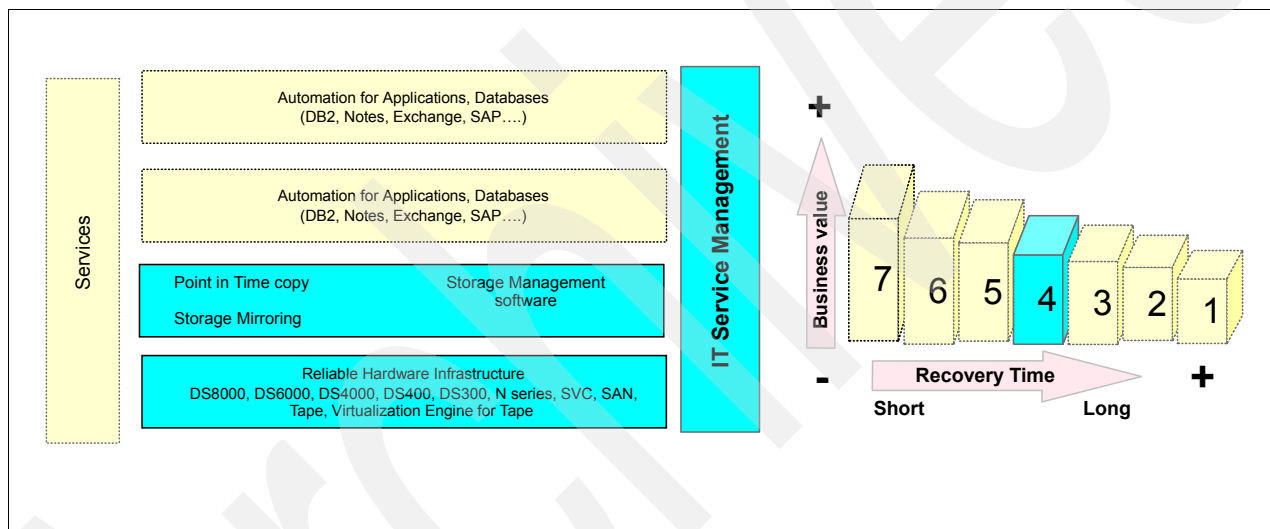 Services
Automation for Applications, Databases
(DB2, Notes, Exchange, SAP….)
Automation for Applications, Databases
(DB2, Notes, Exchange, SAP….)
Point in Time copy
Storage Management
software
Storage Mirroring
Reliable Hardware Infrastructure
DS8000, DS6000, DS4000, DS400, DS300, N series, SVC, SAN,
Tape, Virtualization Engine for Tape
IT Service Management
+
Business value
-
7
6
5
4
3
2
1
Recovery Time
+
Short
Long